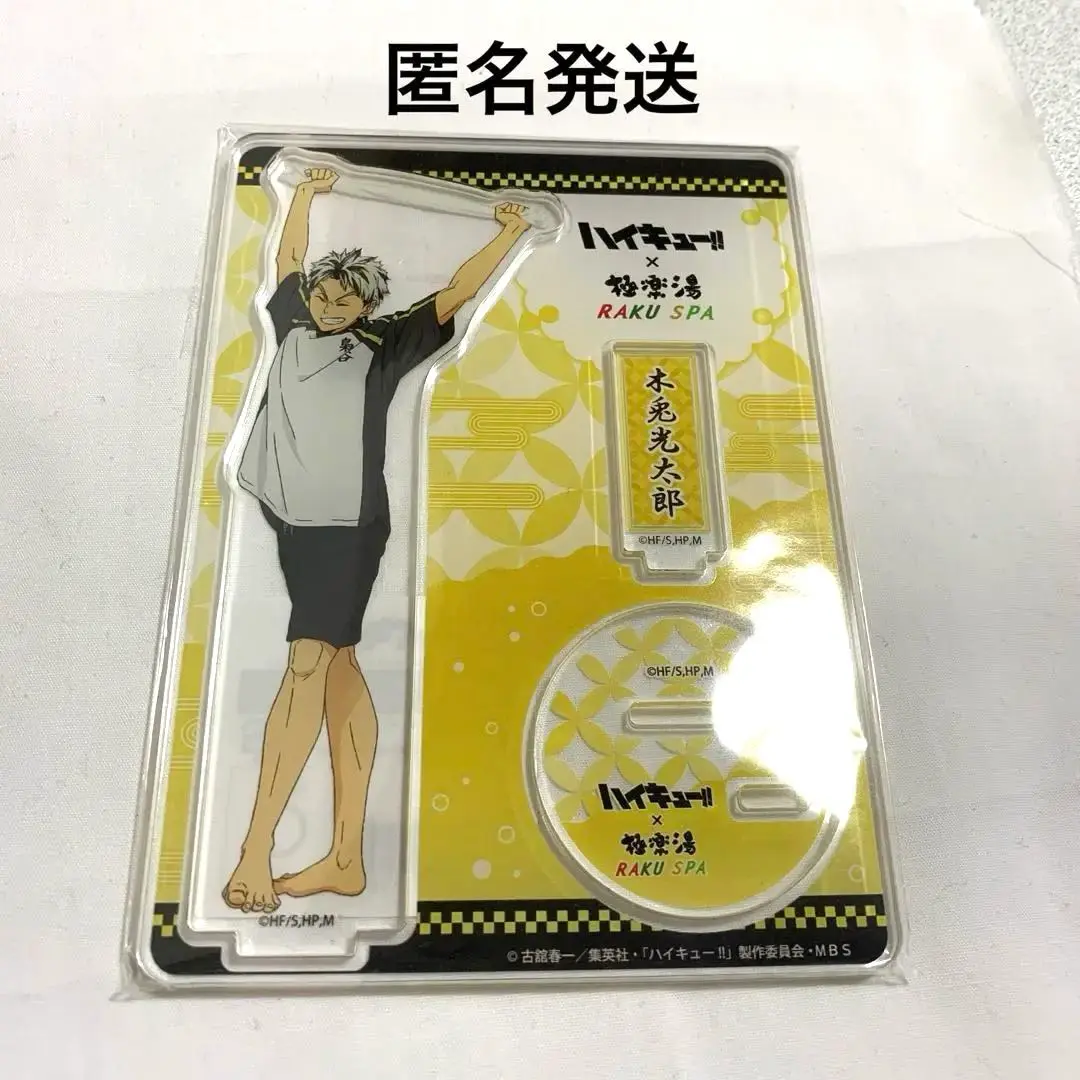 匿名発送
ハイキュー!!
×
極楽湯
RAKU SPA
梟谷
木兎光太郎
©HF/S,HP,M
©HF/S,HP,M
ハイキュー!!
×
極楽湯
RAKU SPA
©HF/S,HP,M
©古舘春一/集英社・「ハイキュー!!」製作委員会・MBS